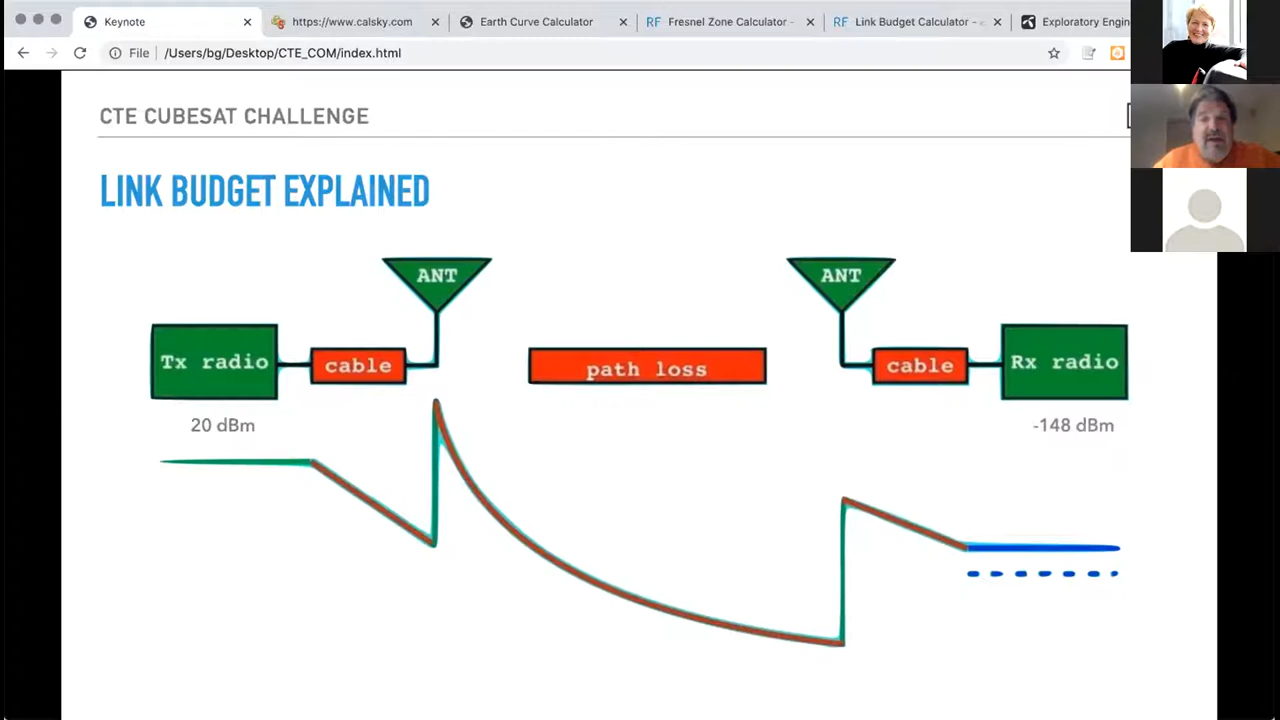 Keynote
https://www.calsky.com
Earth Curve Calculator
RF Fresnel Zone Calculator -
RF Link Budget Calculator -
Exploratory Engin
File /Users/bg/Desktop/CTE_COM/index.html
CTE CUBESAT CHALLENGE
LINK BUDGET EXPLAINED
ANT
ANT
Tx radio
cable
path loss
cable
Rx radio
20 dBm
-148 dBm